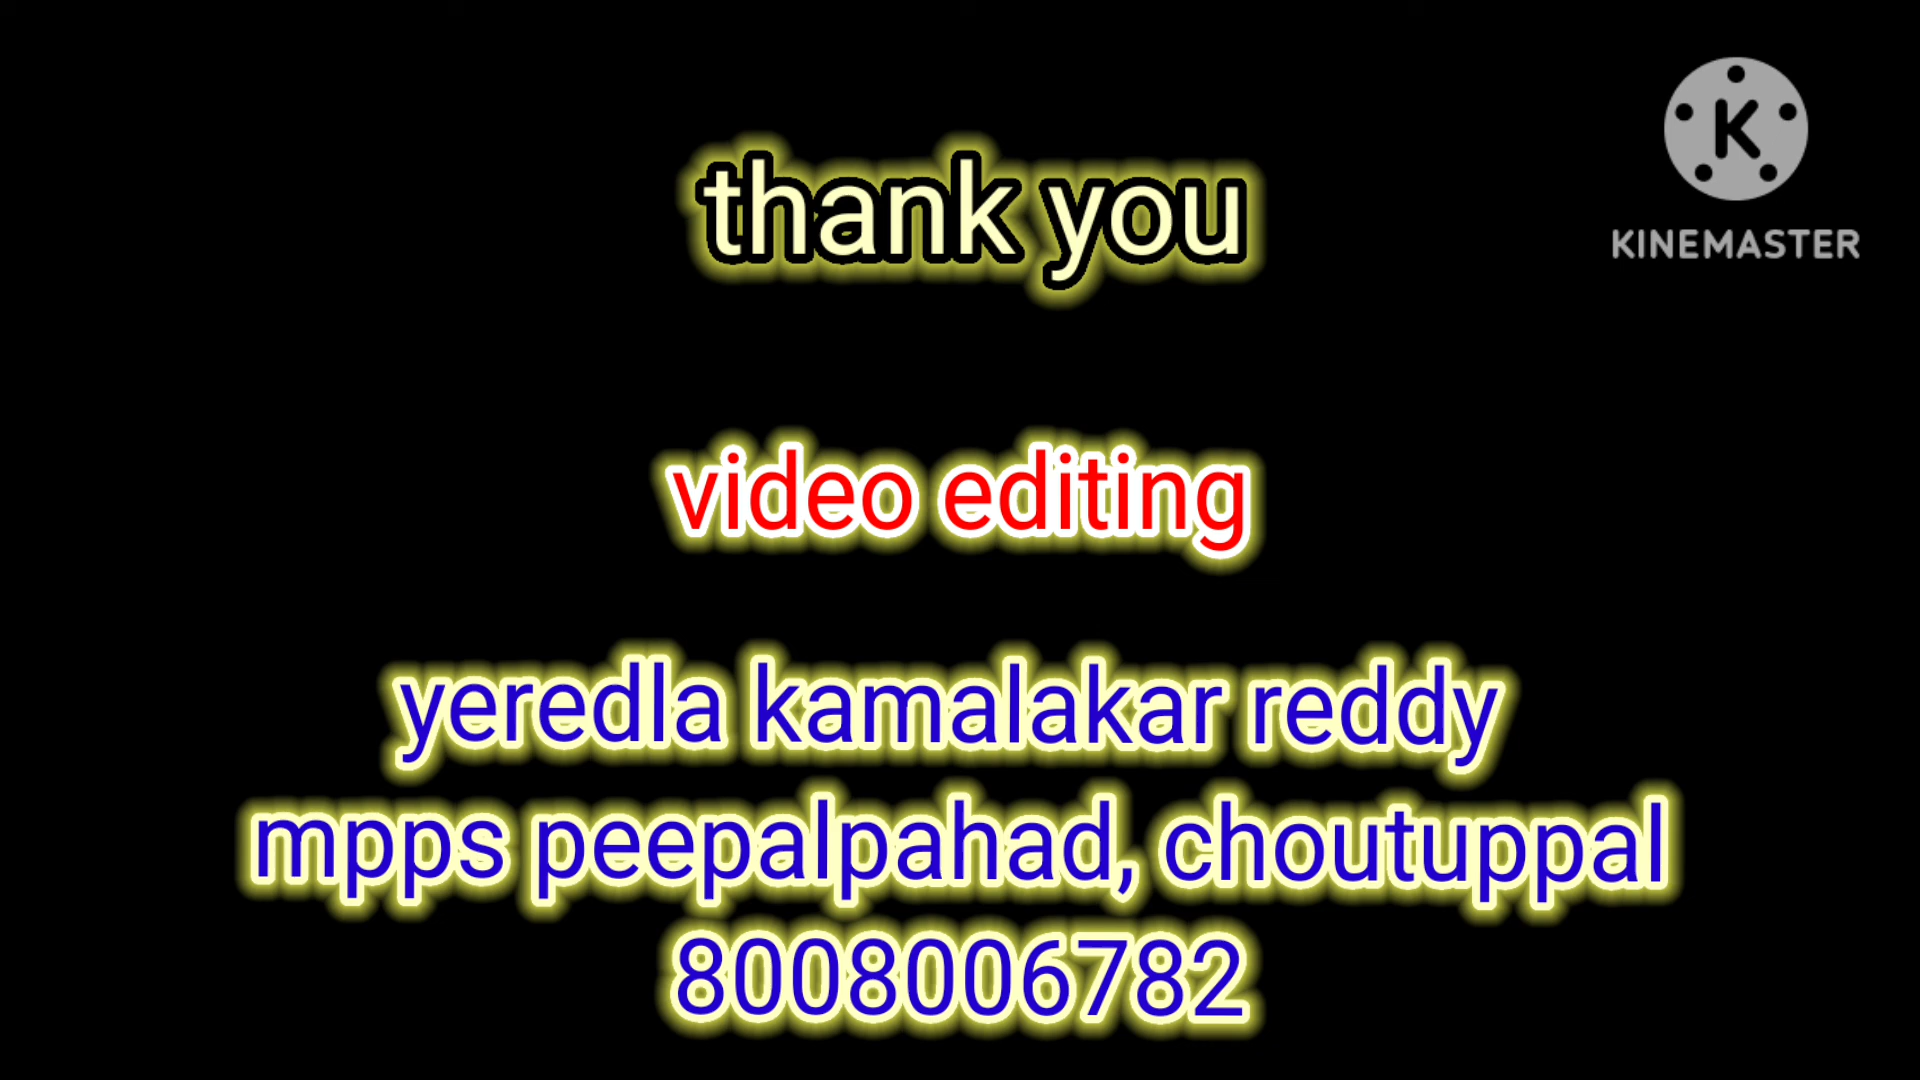 thank you
KINEMASTER
video editing
yeredla kamalakar reddy
mpps peepalpahad, choutuppal
8008006782